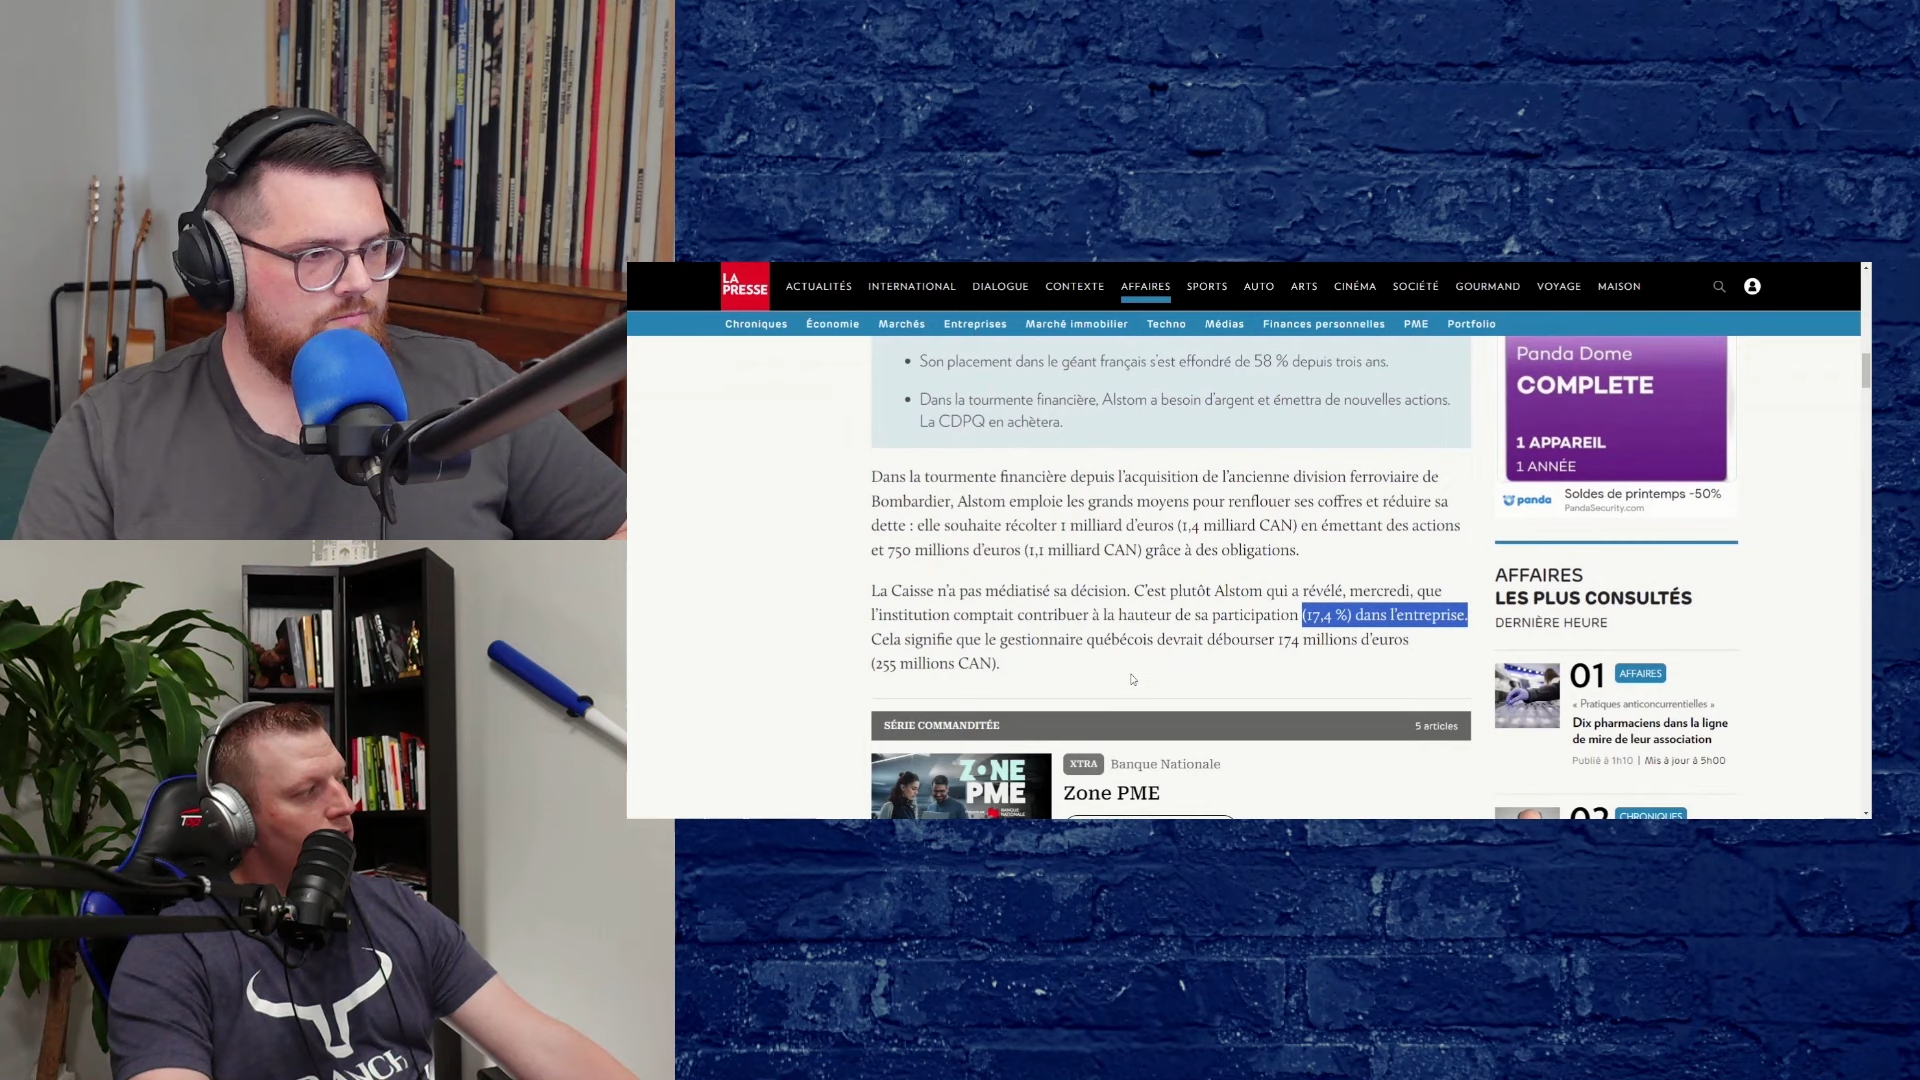 THE JAM SNAP!
LA
PRESSE
ACTUALITÉS INTERNATIONAL DIALOGUE CONTEXTE AFFAIRES SPORTS AUTO ARTS CINÉMA SOCIÉTÉ GOURMAND VOYAGE MAISON
Chroniques Économie Marchés Entreprises Marché immobilier Techno Médias Finances personnelles PME Portfolio
• Son placement dans le géant français s’est effondré de 58 % depuis trois ans.
• Dans la tourmente financière, Alstom a besoin d’argent et émettra de nouvelles actions.
La CDPQ en achètera.
Dans la tourmente financière depuis l’acquisition de l’ancienne division ferroviaire de
Bombardier, Alstom emploie les grands moyens pour renflouer ses coffres et réduire sa
dette : elle souhaite récolter 1 milliard d’euros (1,4 milliard CAN) en émettant des actions
et 750 millions d’euros (1,1 milliard CAN) grâce à des obligations.
La Caisse n’a pas médiatisé sa décision. C’est plutôt Alstom qui a révélé, mercredi, que
l’institution comptait contribuer à la hauteur de sa participation (17,4 %) dans l’entreprise.
Cela signifie que le gestionnaire québécois devrait débourser 174 millions d’euros
(255 millions CAN).
SÉRIE COMMANDITÉE
5 articles
ZONE
PME
BANQUE
NATIONALE
XTRA Banque Nationale
Zone PME
Panda Dome
COMPLETE
1 APPAREIL
1 ANNÉE
panda
Soldes de printemps -50%
PandaSecurity.com
AFFAIRES
LES PLUS CONSULTÉS
DERNIÈRE HEURE
01 AFFAIRES
« Pratiques anticoncurrentielles »
Dix pharmaciens dans la ligne
de mire de leur association
Publié à 1h10 | Mis à jour à 5h00
02 CHRONIQUES
RANCH